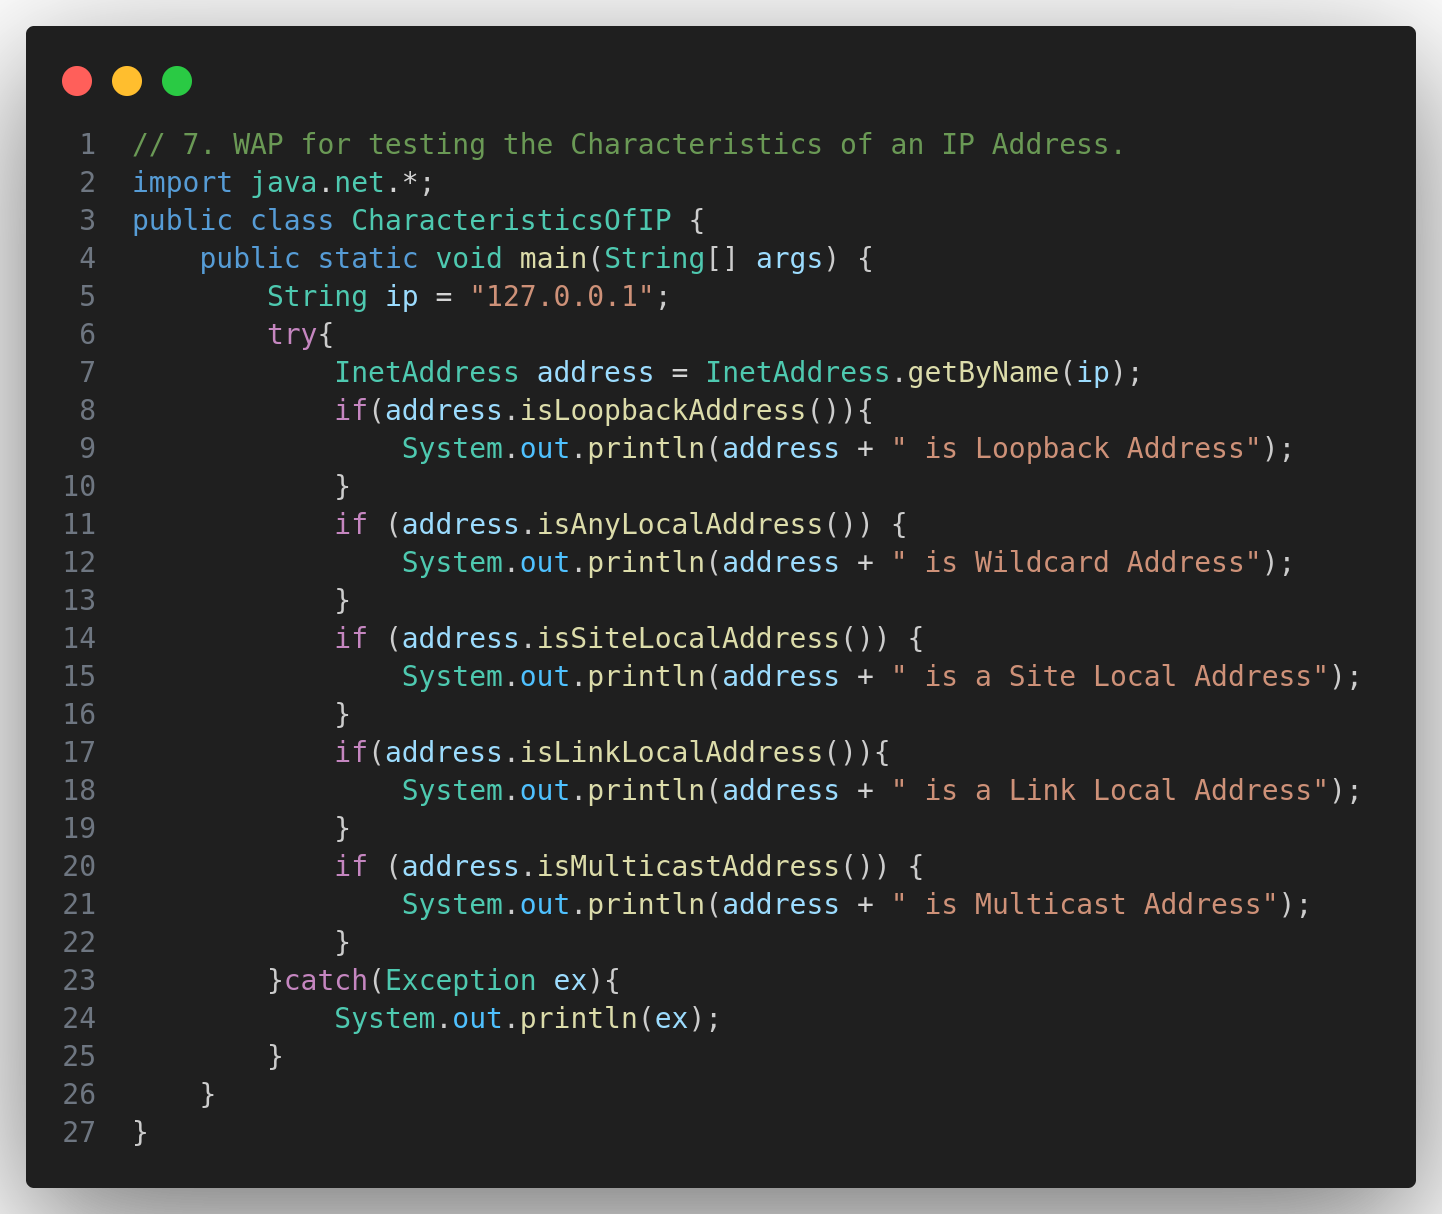 1 // 7. WAP for testing the Characteristics of an IP Address.
2 import java.net.*;
3 public class CharacteristicsOfIP {
4     public static void main(String[] args) {
5         String ip = "127.0.0.1";
6         try{
7             InetAddress address = InetAddress.getByName(ip);
8             if(address.isLoopbackAddress()){
9                 System.out.println(address + " is Loopback Address");
10             }
11             if (address.isAnyLocalAddress()) {
12                 System.out.println(address + " is Wildcard Address");
13             }
14             if (address.isSiteLocalAddress()) {
15                 System.out.println(address + " is a Site Local Address");
16             }
17             if(address.isLinkLocalAddress()){
18                 System.out.println(address + " is a Link Local Address");
19             }
20             if (address.isMulticastAddress()) {
21                 System.out.println(address + " is Multicast Address");
22             }
23         }catch(Exception ex){
24             System.out.println(ex);
25         }
26     }
27 }